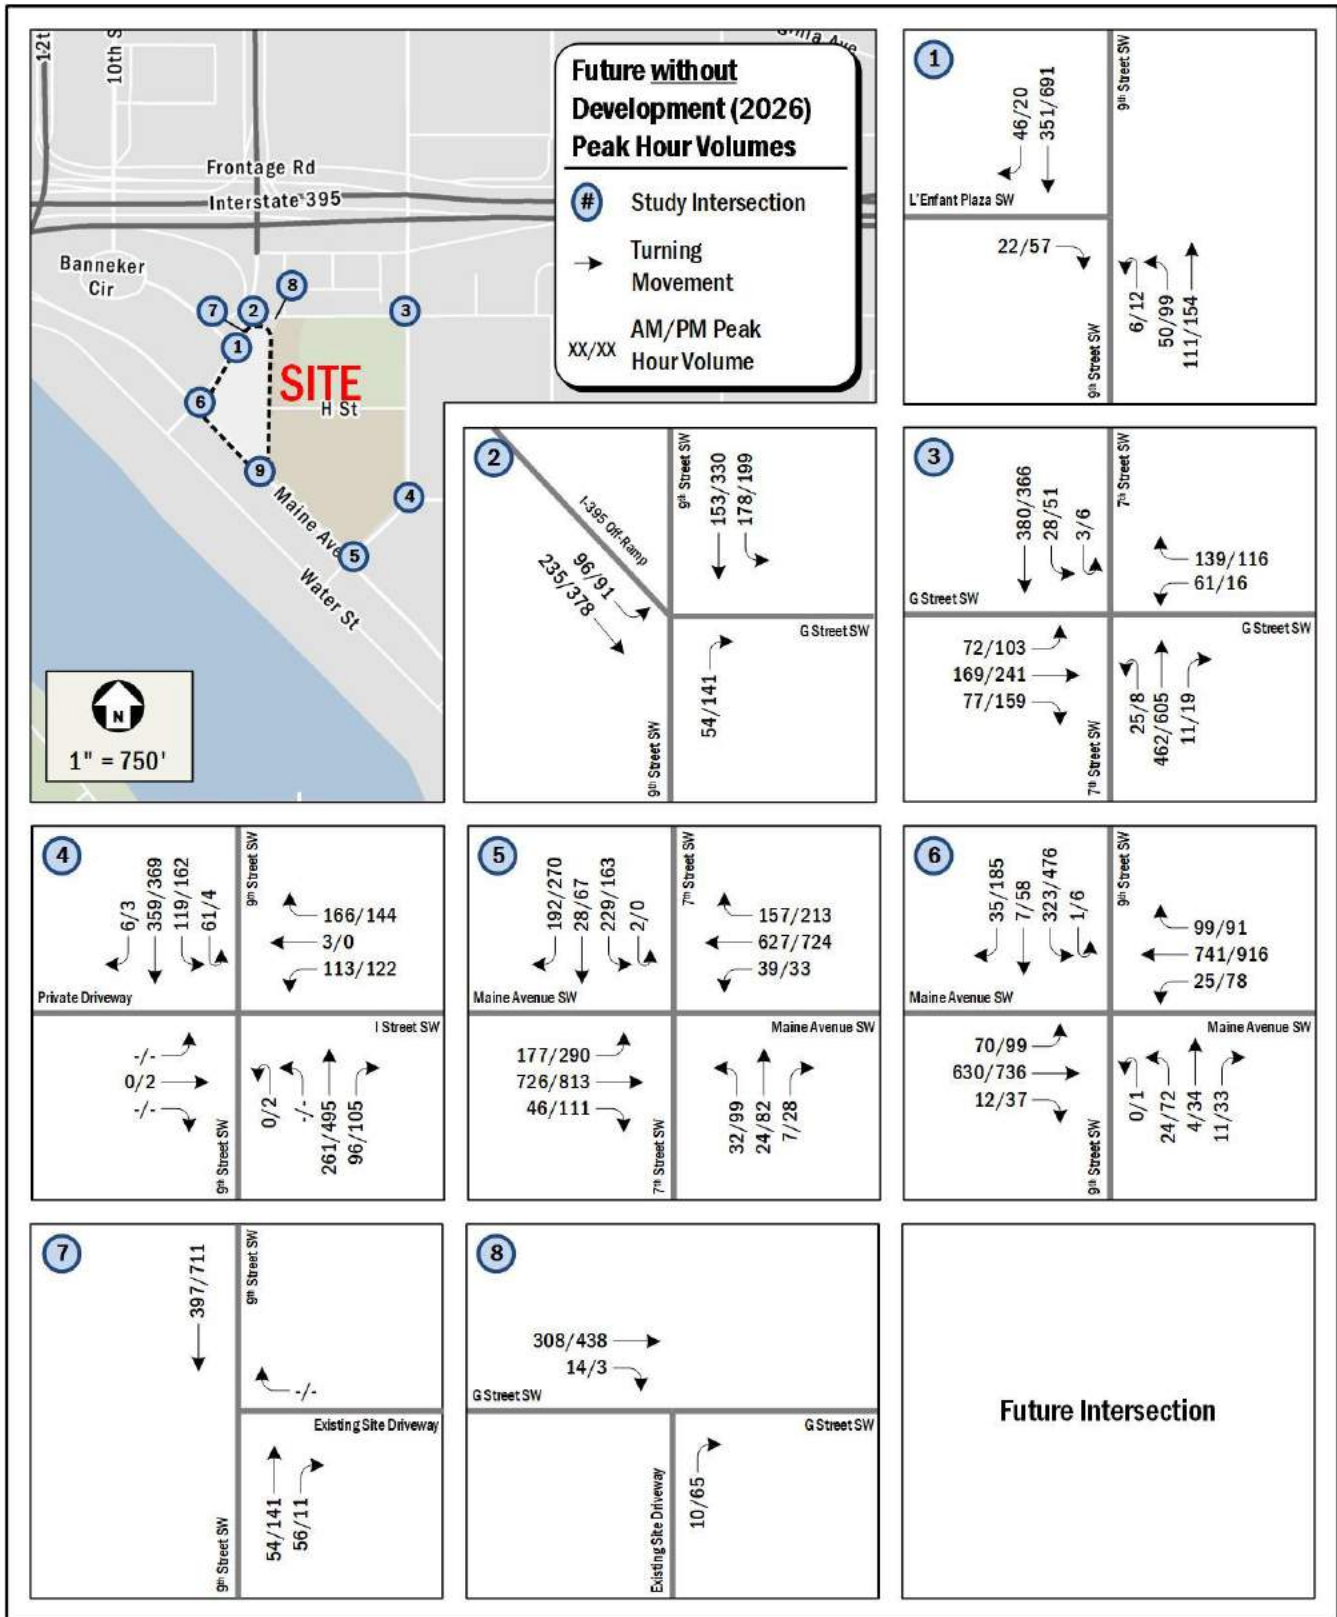 12t
10th S
Frontage Rd
Interstate 395
Banneker
Cir
7
2
8
3
1
SITE
H St
6
9
4
Maine Ave
5
Water St
N
1" = 750'
Future without
Development (2026)
Peak Hour Volumes
# Study Intersection
Turning
Movement
XX/XX AM/PM Peak
Hour Volume
1
9th Street SW
46/20
351/691
L'Enfant Plaza SW
22/57
6/12
50/99
111/154
9th Street SW
2
I-395 Off-Ramp
9th Street SW
153/330
178/199
96/91
235/378
G Street SW
54/141
9th Street SW
3
7th Street SW
380/366
28/51
3/6
139/116
61/16
G Street SW
G Street SW
72/103
169/241
77/159
25/8
462/605
11/19
7th Street SW
4
9th Street SW
6/3
359/369
119/162
61/4
166/144
3/0
113/122
Private Driveway
I Street SW
-/-
0/2
-/-
0/2
-/-
261/495
96/105
9th Street SW
5
7th Street SW
192/270
28/67
229/163
2/0
157/213
627/724
39/33
Maine Avenue SW
Maine Avenue SW
177/290
726/813
46/111
32/99
24/82
7/28
7th Street SW
6
9th Street SW
35/185
7/58
323/476
1/6
99/91
741/916
25/78
Maine Avenue SW
Maine Avenue SW
70/99
630/736
12/37
0/1
24/72
4/34
11/33
9th Street SW
7
9th Street SW
397/711
-/-
Existing Site Driveway
54/141
56/11
9th Street SW
8
308/438
14/3
G Street SW
G Street SW
10/65
Existing Site Driveway
Future Intersection